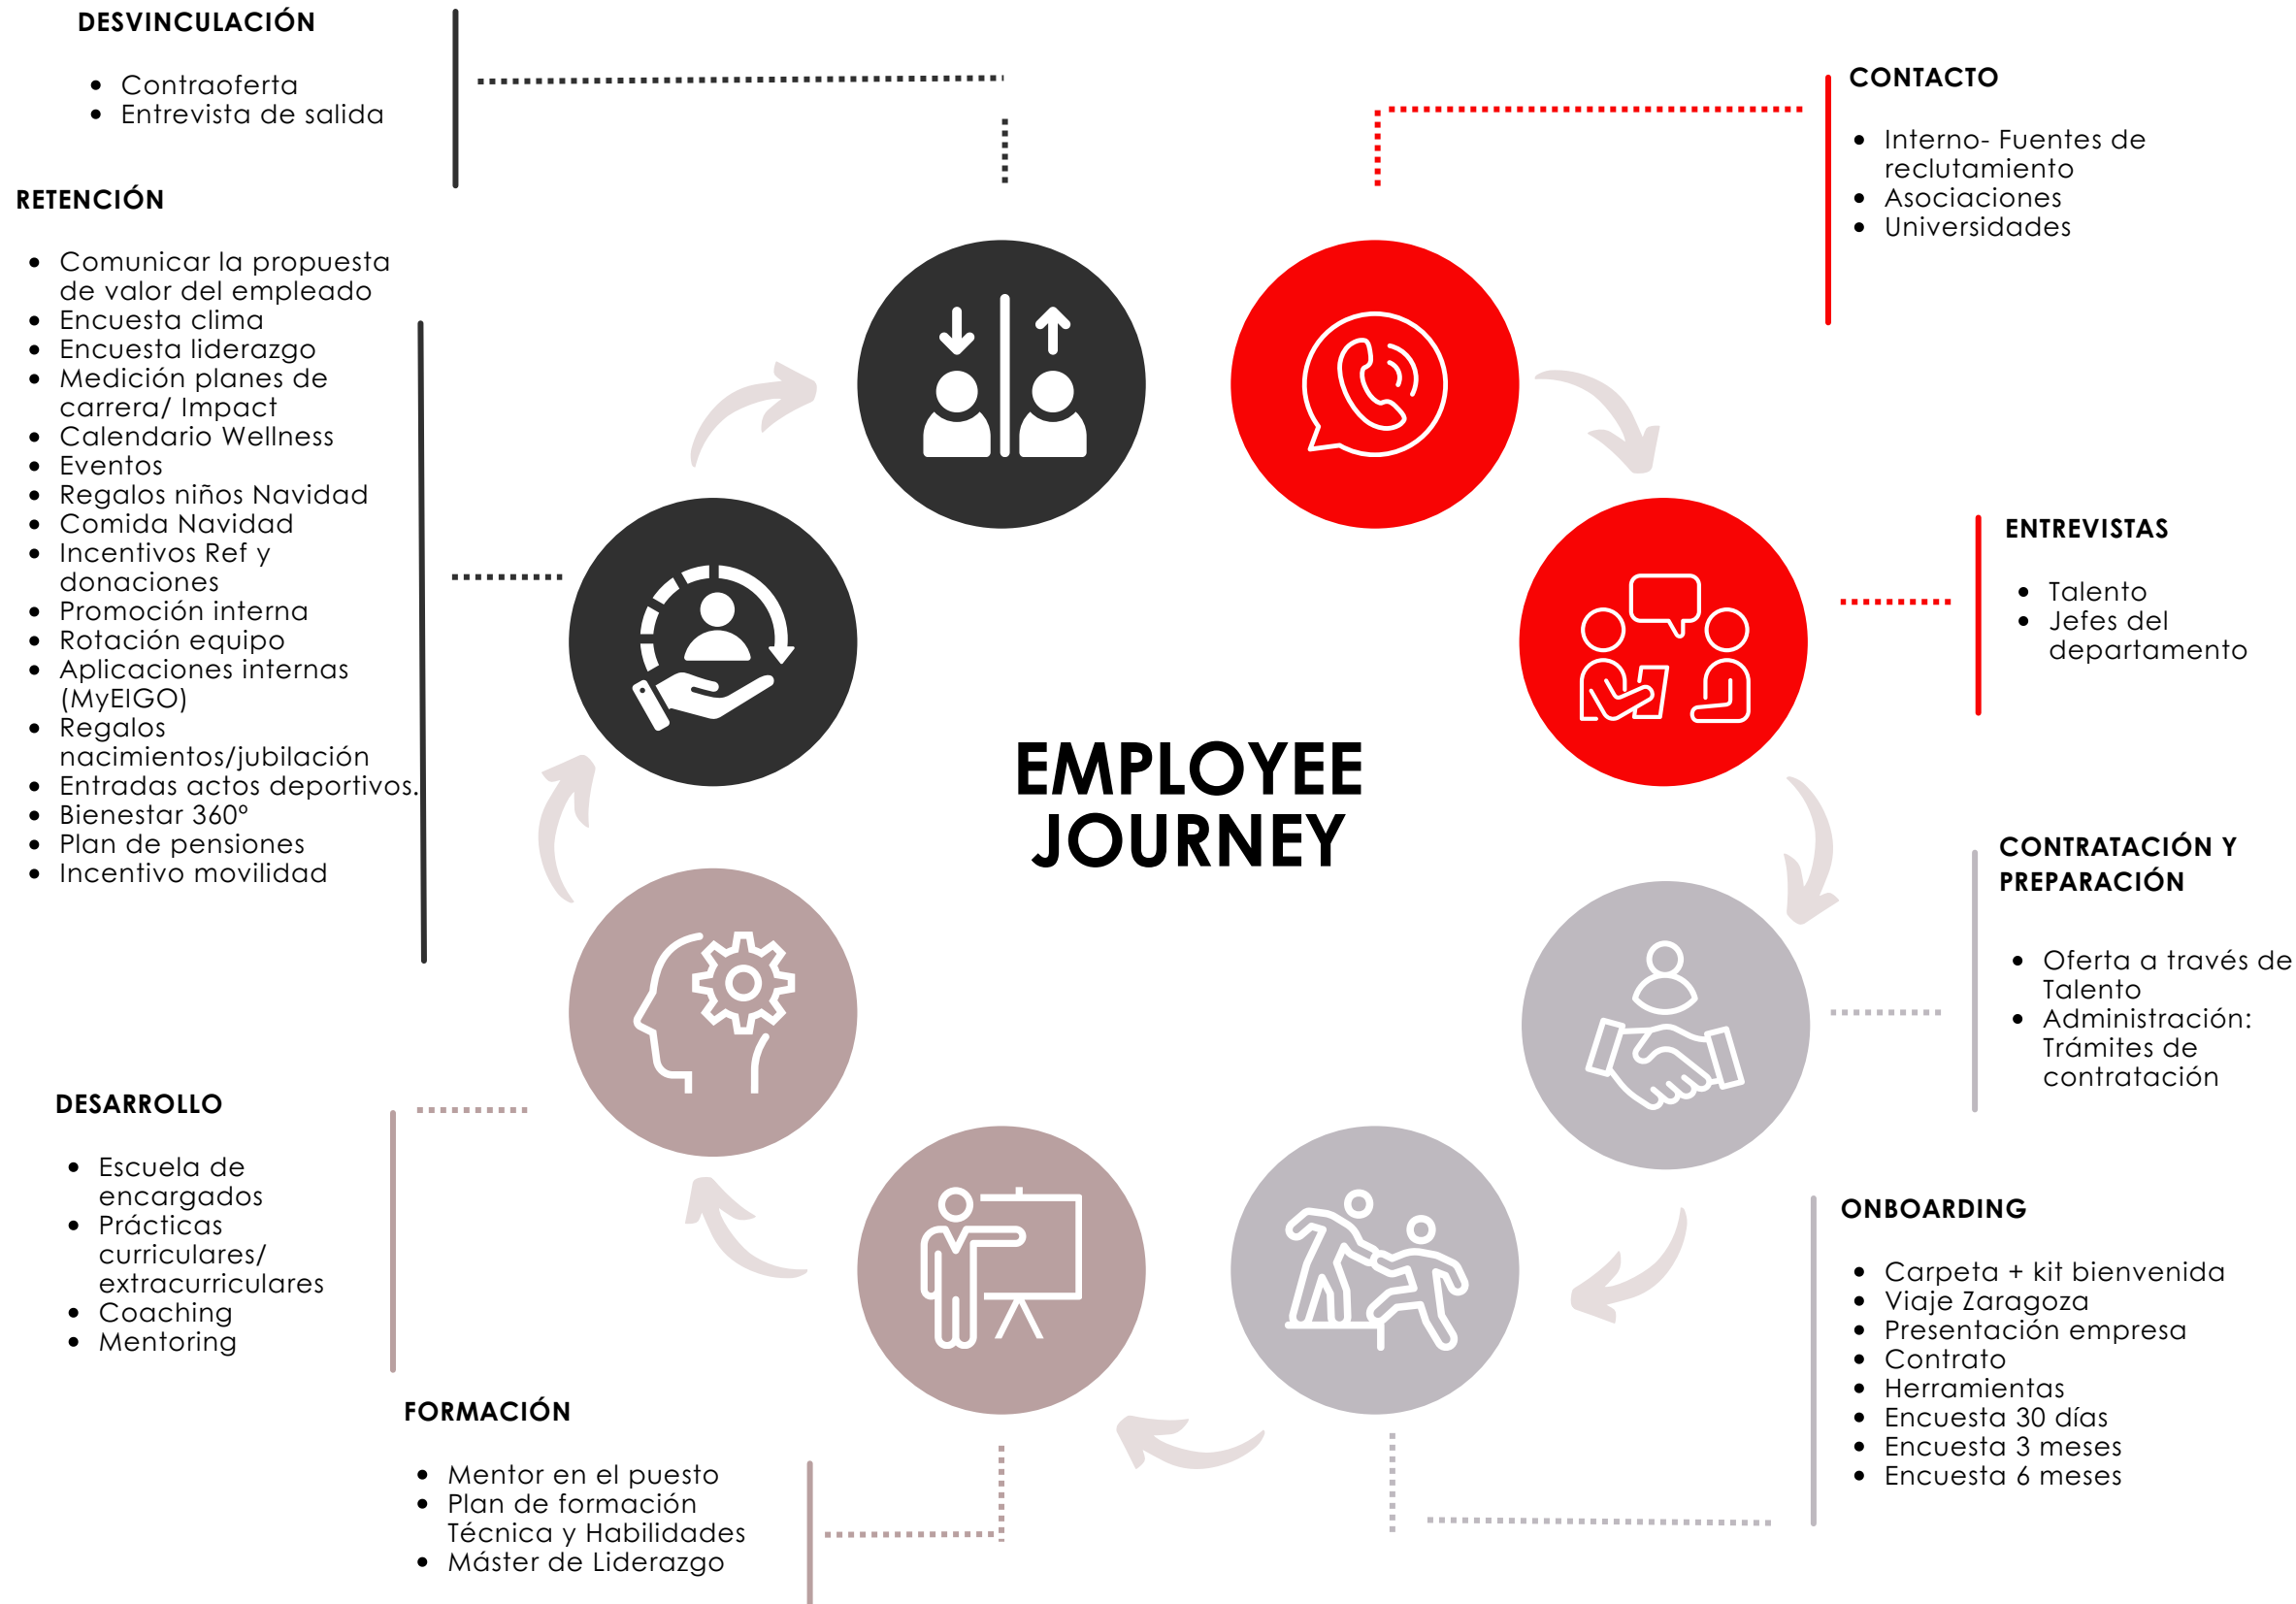 DESVINCULACIÓN
• Contraoferta
• Entrevista de salida
RETENCIÓN
• Comunicar la propuesta
de valor del empleado
• Encuesta clima
• Encuesta liderazgo
• Medición planes de
carrera/ Impact
• Calendario Wellness
• Eventos
• Regalos niños Navidad
• Comida Navidad
• Incentivos Ref y
donaciones
• Promoción interna
• Rotación equipo
• Aplicaciones internas
(MyEIGO)
• Regalos
nacimientos/jubilación
• Entradas actos deportivos.
• Bienestar 360º
• Plan de pensiones
• Incentivo movilidad
DESARROLLO
• Escuela de
encargados
• Prácticas
curriculares/
extracurriculares
• Coaching
• Mentoring
FORMACIÓN
• Mentor en el puesto
• Plan de formación
Técnica y Habilidades
• Máster de Liderazgo
EMPLOYEE
JOURNEY
CONTACTO
• Interno- Fuentes de
reclutamiento
• Asociaciones
• Universidades
ENTREVISTAS
• Talento
• Jefes del
departamento
CONTRATACIÓN Y
PREPARACIÓN
• Oferta a través de
Talento
• Administración:
Trámites de
contratación
ONBOARDING
• Carpeta + kit bienvenida
• Viaje Zaragoza
• Presentación empresa
• Contrato
• Herramientas
• Encuesta 30 días
• Encuesta 3 meses
• Encuesta 6 meses